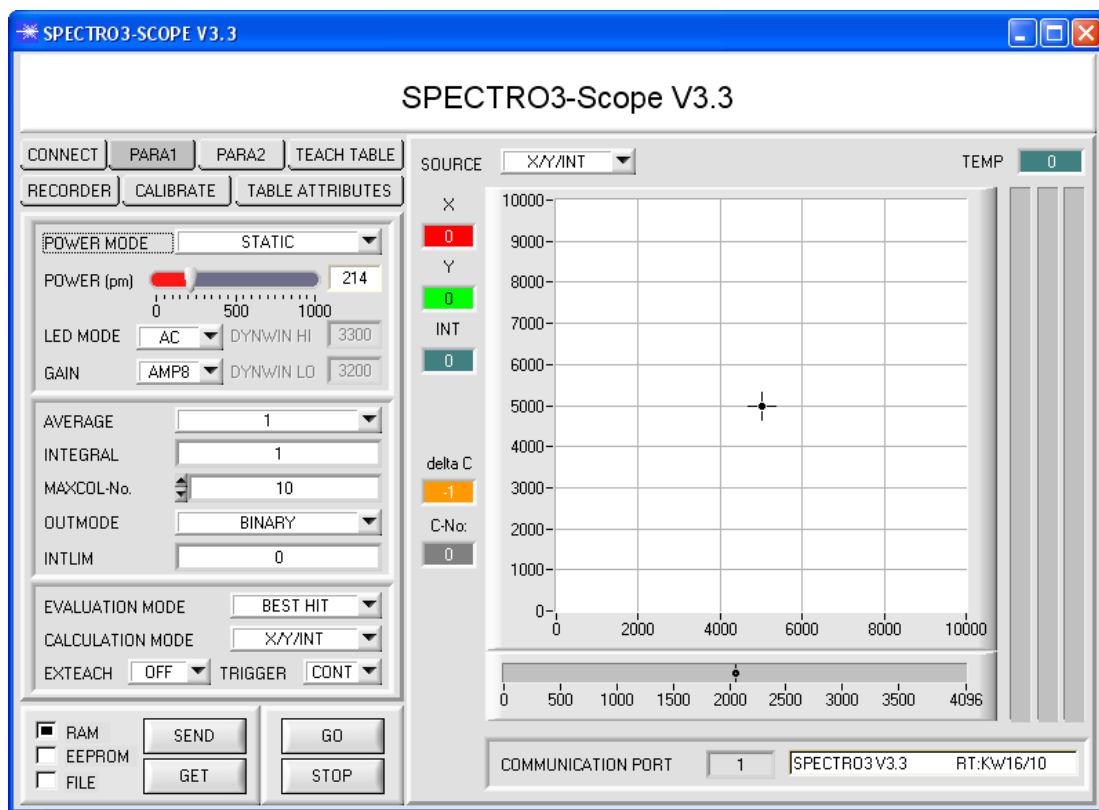 SPECTRO3-SCOPE V3.3
SPECTRO3-Scope V3.3
CONNECT PARA1 PARA2 TEACH TABLE
RECORDER CALIBRATE TABLE ATTRIBUTES
POWER MODE STATIC
POWER (pm) 214
0 500 1000
LED MODE AC DYNWIN HI 3300
GAIN AMP8 DYNWIN LO 3200
AVERAGE 1
INTEGRAL 1
MAXCOL-No. 10
OUTMODE BINARY
INTLIM 0
EVALUATION MODE BEST HIT
CALCULATION MODE X/Y/INT
EXTEACH OFF TRIGGER CONT
RAM
EEPROM
FILE
SEND GO
GET STOP
SOURCE X/Y/INT TEMP 0
X
0
Y
0
INT
0
delta C
-1
C-No:
0
10000
9000
8000
7000
6000
5000
4000
3000
2000
1000
0
0 2000 4000 6000 8000 10000
0 500 1000 1500 2000 2500 3000 3500 4096
COMMUNICATION PORT 1 SPECTRO3 V3.3 RT:KW16/10